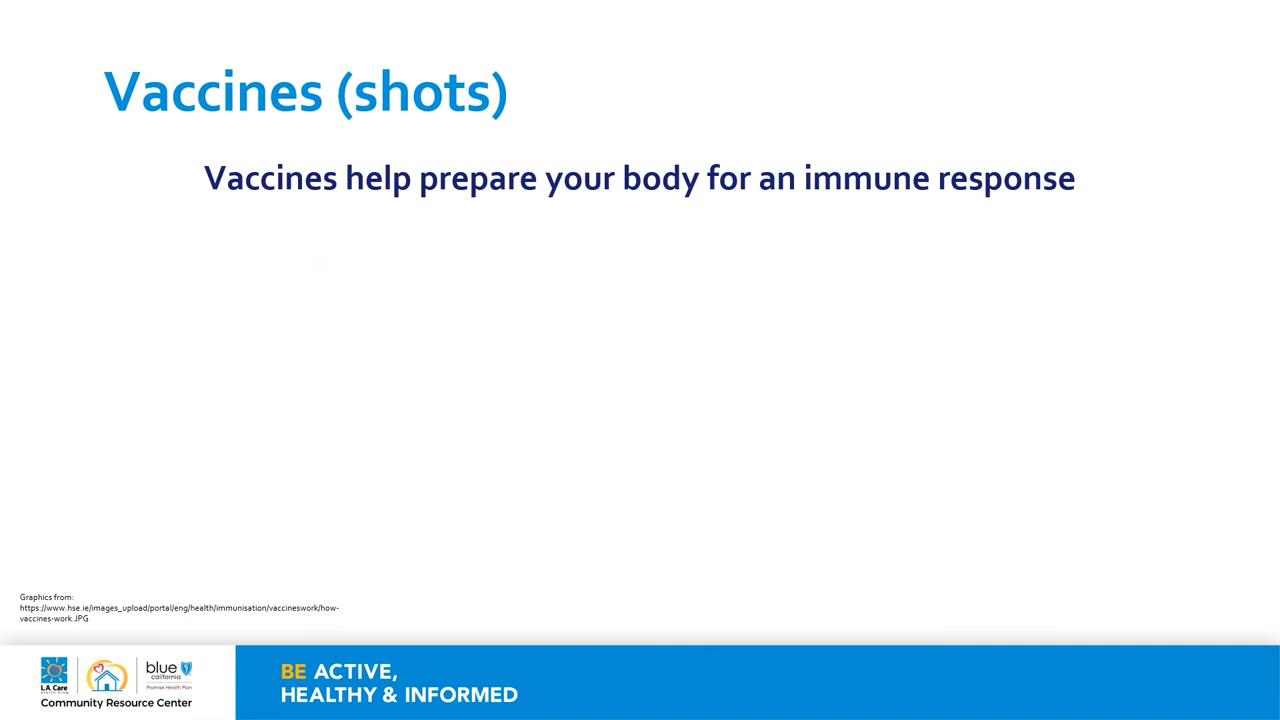 Vaccines (shots)
Vaccines help prepare your body for an immune response
Graphics from:
https://www.hse.ie/images_upload/portal/eng/health/immunisation/vaccineswork/how-
vaccines-work.JPG
L.A. Care
HEALTH PLAN
blue
california
Promise Health Plan
Community Resource Center
BE ACTIVE,
HEALTHY & INFORMED